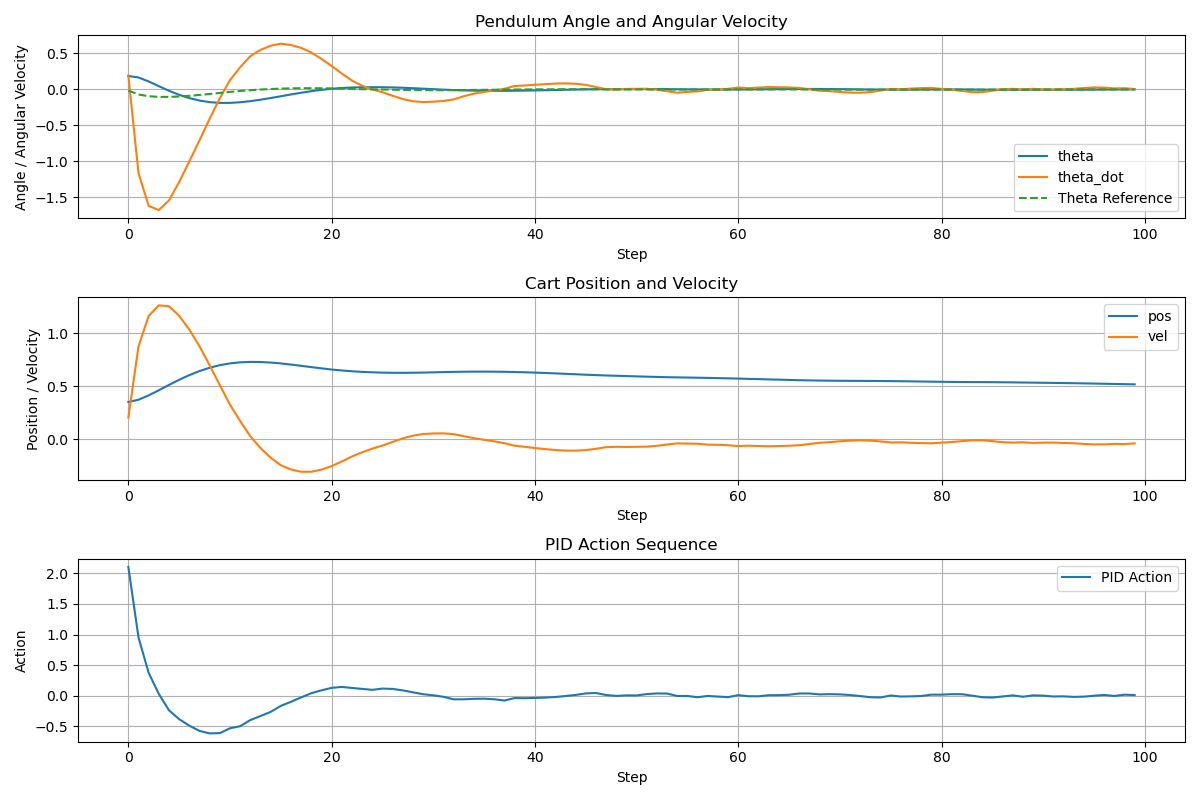 Pendulum Angle and Angular Velocity
Angle / Angular Velocity
0.5
0.0
−0.5
−1.0
−1.5
theta
theta_dot
Theta Reference
0 20 40 60 80 100
Step
Cart Position and Velocity
Position / Velocity
1.0
0.5
0.0
pos
vel
0 20 40 60 80 100
Step
PID Action Sequence
Action
2.0
1.5
1.0
0.5
0.0
−0.5
PID Action
0 20 40 60 80 100
Step